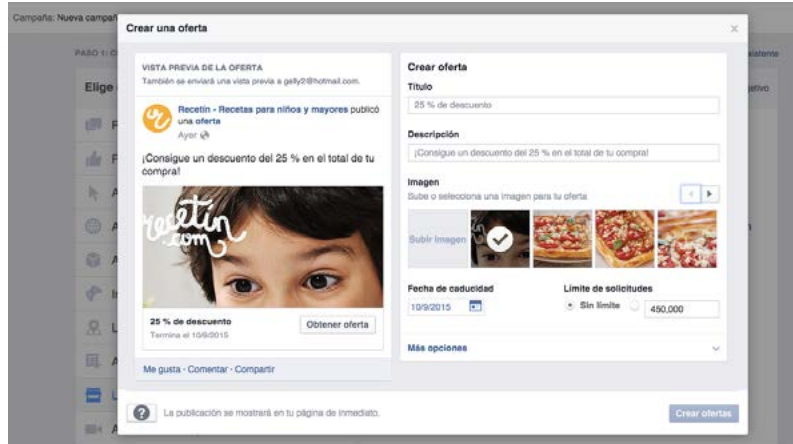 Campaña: Nueva campañ
Crear una oferta
PASO 1: C
existente
Elige
jetivo
VISTA PREVIA DE LA OFERTA
También se enviará una vista previa a gelly2@hotmail.com.
Recetín - Recetas para niños y mayores publicó
una oferta
Ayer
¡Consigue un descuento del 25 % en el total de tu
compra!
recetin
.com
25 % de descuento
Termina el 10/9/2015
Obtener oferta
Me gusta · Comentar · Compartir
Crear oferta
Título
25 % de descuento
Descripción
¡Consigue un descuento del 25 % en el total de tu compra!
Imagen
Sube o selecciona una imagen para tu oferta
Subir imagen
Fecha de caducidad
Límite de solicitudes
10/9/2015
Sin límite
450,000
Más opciones
La publicación se mostrará en tu página de inmediato.
Crear ofertas